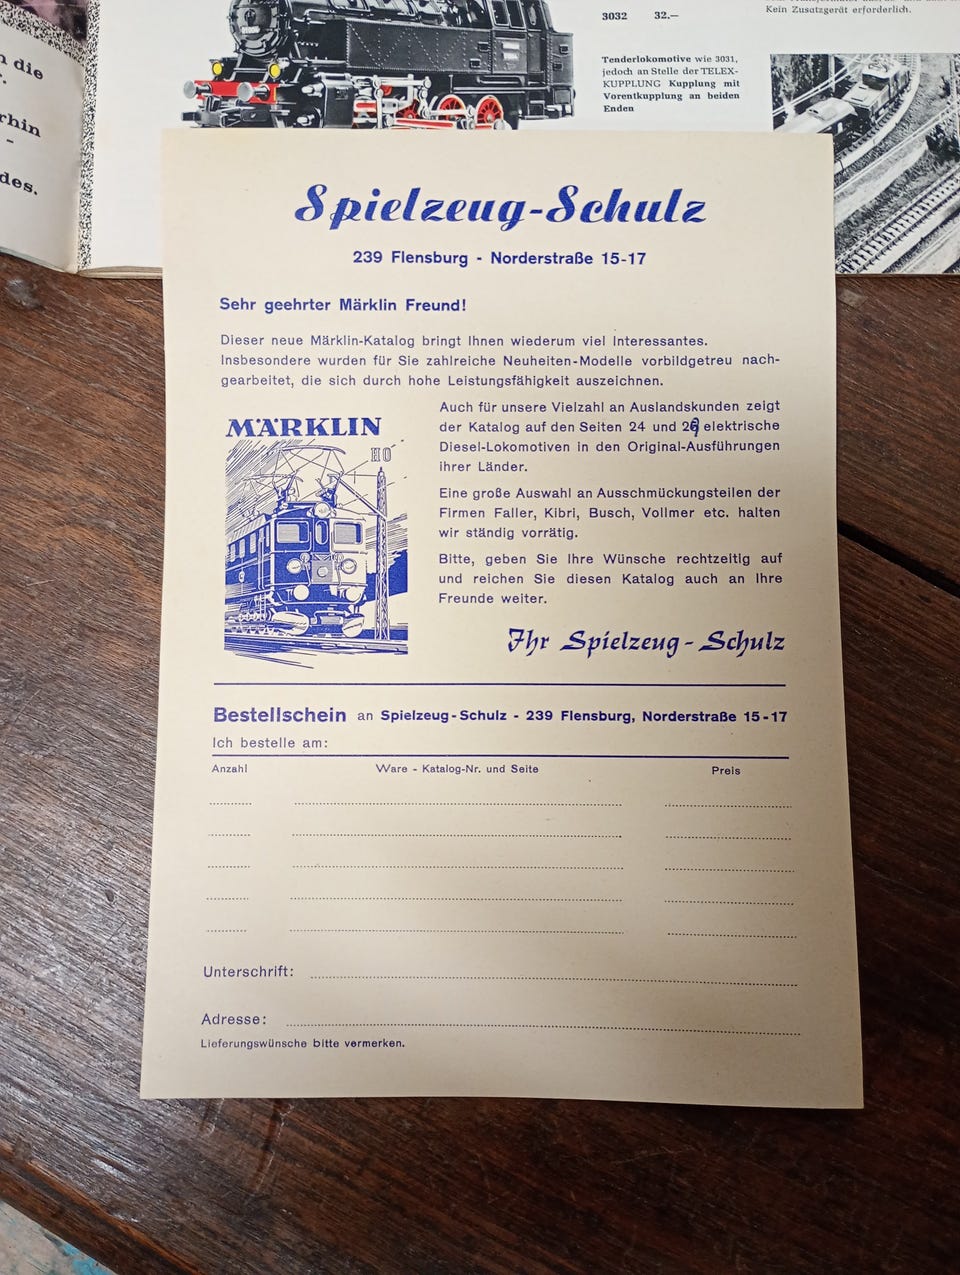 n die
r.
rhin
–
des.
3032 32.—
Kein Zusatzgerät erforderlich.
Tenderlokomotive wie 3031,
jedoch an Stelle der TELEX-
KUPPLUNG Kupplung mit
Vorentkupplung an beiden
Enden
Spielzeug-Schulz
239 Flensburg - Norderstraße 15-17
Sehr geehrter Märklin Freund!
Dieser neue Märklin-Katalog bringt Ihnen wiederum viel Interessantes.
Insbesondere wurden für Sie zahlreiche Neuheiten-Modelle vorbildgetreu nach-
gearbeitet, die sich durch hohe Leistungsfähigkeit auszeichnen.
MÄRKLIN
HO
Auch für unsere Vielzahl an Auslandskunden zeigt
der Katalog auf den Seiten 24 und 29 elektrische
Diesel-Lokomotiven in den Original-Ausführungen
ihrer Länder.
Eine große Auswahl an Ausschmückungsteilen der
Firmen Faller, Kibri, Busch, Vollmer etc. halten
wir ständig vorrätig.
Bitte, geben Sie Ihre Wünsche rechtzeitig auf
und reichen Sie diesen Katalog auch an Ihre
Freunde weiter.
Ihr Spielzeug - Schulz
Bestellschein an Spielzeug-Schulz - 239 Flensburg, Norderstraße 15-17
Ich bestelle am:
Anzahl Ware - Katalog-Nr. und Seite Preis
Unterschrift:
Adresse:
Lieferungswünsche bitte vermerken.